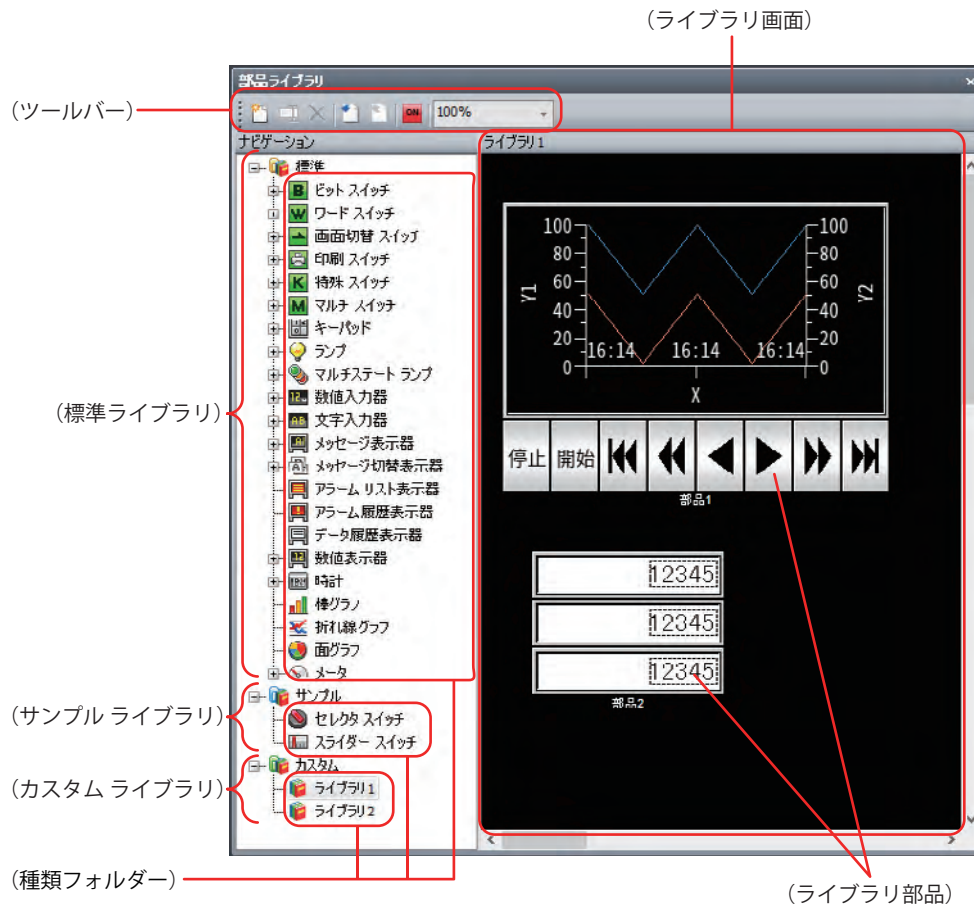 (ライブラリ画面)
部品ライブラリ
(ツールバー)
ON
100%
ナビゲーション
ライブラリ1
標準
B ビット スイッチ
W ワード スイッチ
画面切替 スイッチ
印刷 スイッチ
K 特殊 スイッチ
M マルチ スイッチ
キーパッド
ランプ
マルチステート ランプ
数値入力器
文字入力器
メッセージ表示器
メッセージ切替表示器
アラーム リスト表示器
アラーム履歴表示器
データ履歴表示器
数値表示器
時計
棒グラフ
折れ線グラフ
面グラフ
メータ
(標準ライブラリ)
サンプル
セレクタ スイッチ
スライダー スイッチ
(サンプル ライブラリ)
カスタム
ライブラリ1
ライブラリ2
(カスタム ライブラリ)
(種類フォルダー)
100
80
60
40
20
0
Y1
100
80
60
40
20
0
Y2
16:14 16:14 16:14
X
停止 開始
部品1
12345
12345
12345
部品2
(ライブラリ部品)